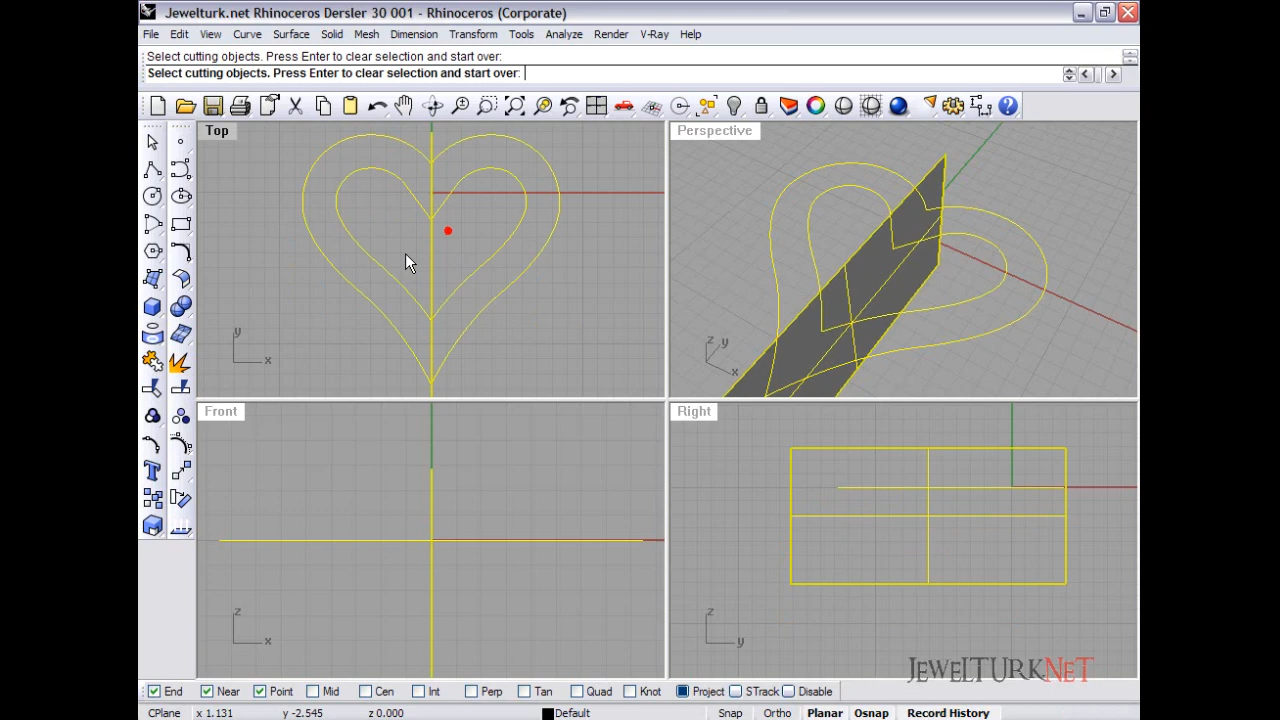 Jewelturk.net Rhinoceros Dersler 30 001 - Rhinoceros (Corporate)
File Edit View Curve Surface Solid Mesh Dimension Transform Tools Analyze Render V-Ray Help
Select cutting objects. Press Enter to clear selection and start over:
Select cutting objects. Press Enter to clear selection and start over:
Top
Perspective
y
x
z
y
x
Front
Right
z
x
z
y
JEWELTURKNET
End Near Point Mid Cen Int Perp Tan Quad Knot Project STrack Disable
CPlane x 1.131 y -2.545 z 0.000 Default Snap Ortho Planar Osnap Record History